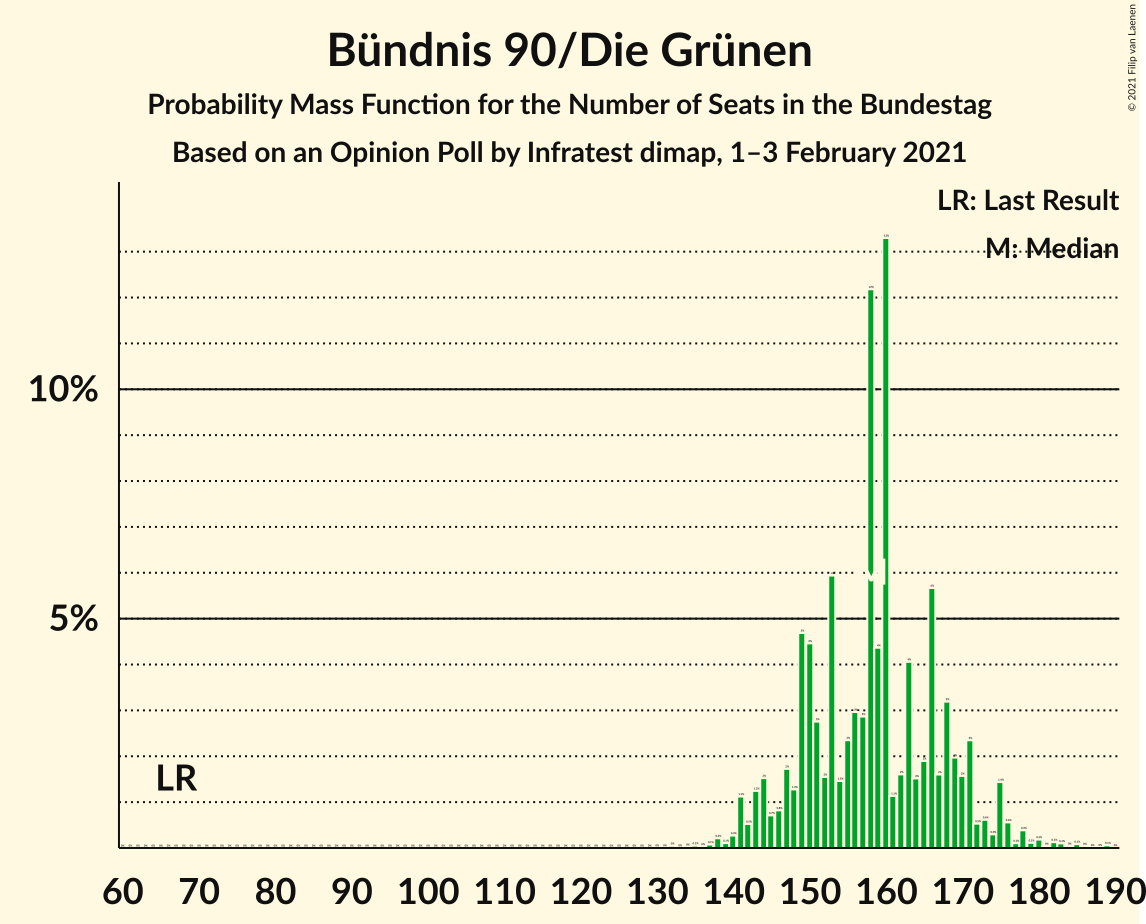 Bündnis 90/Die Grünen
Probability Mass Function for the Number of Seats in the Bundestag
Based on an Opinion Poll by Infratest dimap, 1–3 February 2021
© 2021 Filip van Laenen
LR: Last Result
M: Median
10%
5%
LR
60 70 80 90 100 110 120 130 140 150 160 170 180 190